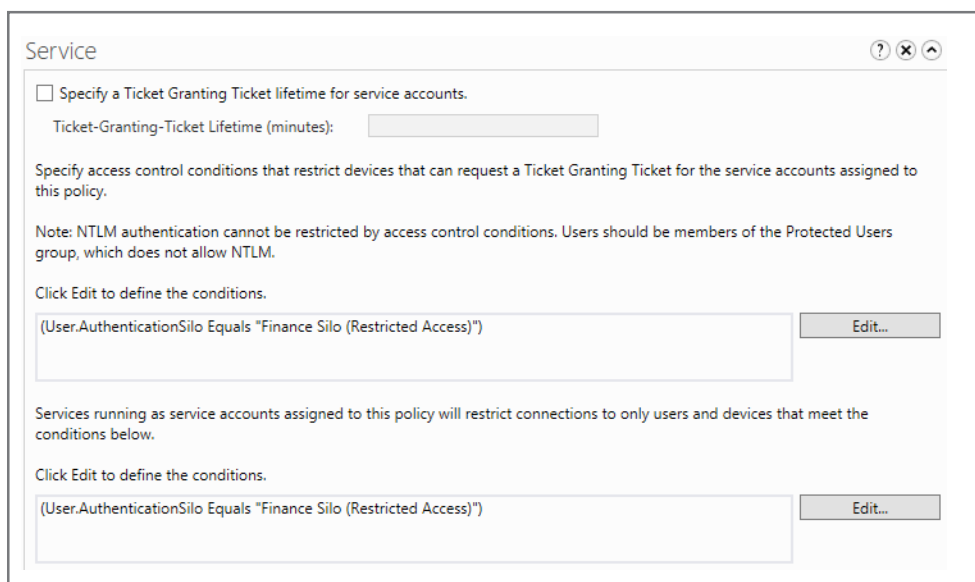 Service
Specify a Ticket Granting Ticket lifetime for service accounts.
Ticket-Granting-Ticket Lifetime (minutes):
Specify access control conditions that restrict devices that can request a Ticket Granting Ticket for the service accounts assigned to
this policy.
Note: NTLM authentication cannot be restricted by access control conditions. Users should be members of the Protected Users
group, which does not allow NTLM.
Click Edit to define the conditions.
(User.AuthenticationSilo Equals "Finance Silo (Restricted Access)")
Edit...
Services running as service accounts assigned to this policy will restrict connections to only users and devices that meet the
conditions below.
Click Edit to define the conditions.
(User.AuthenticationSilo Equals "Finance Silo (Restricted Access)")
Edit...